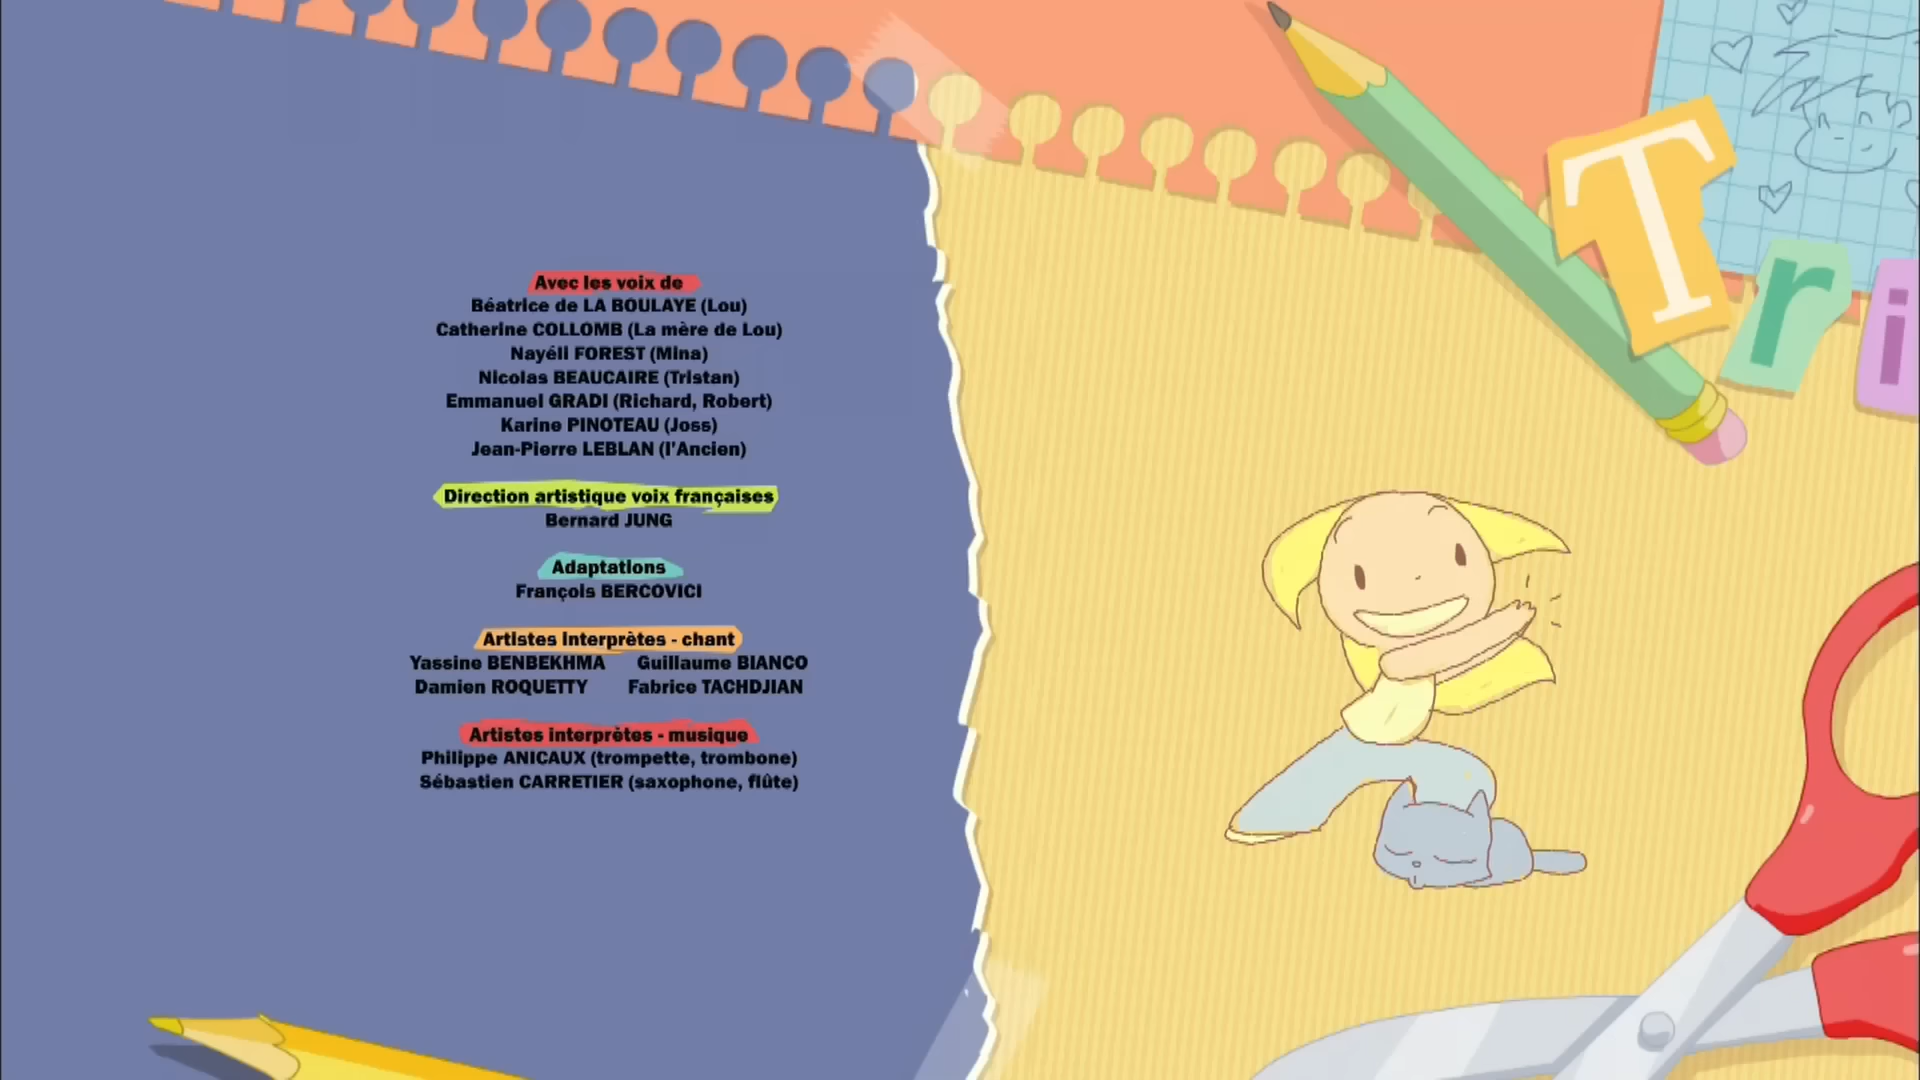 Avec les voix de
Béatrice de LA BOULAYE (Lou)
Catherine COLLOMB (La mère de Lou)
Nayéli FOREST (Mina)
Nicolas BEAUCAIRE (Tristan)
Emmanuel GRADI (Richard, Robert)
Karine PINOTEAU (Joss)
Jean-Pierre LEBLAN (l'Ancien)
Direction artistique voix françaises
Bernard JUNG
Adaptations
François BERCOVICI
Artistes interprètes - chant
Yassine BENBEKHMA Guillaume BIANCO
Damien ROQUETTY Fabrice TACHDJIAN
Artistes interprètes - musique
Philippe ANICAUX (trompette, trombone)
Sébastien CARRETIER (saxophone, flûte)
Tri